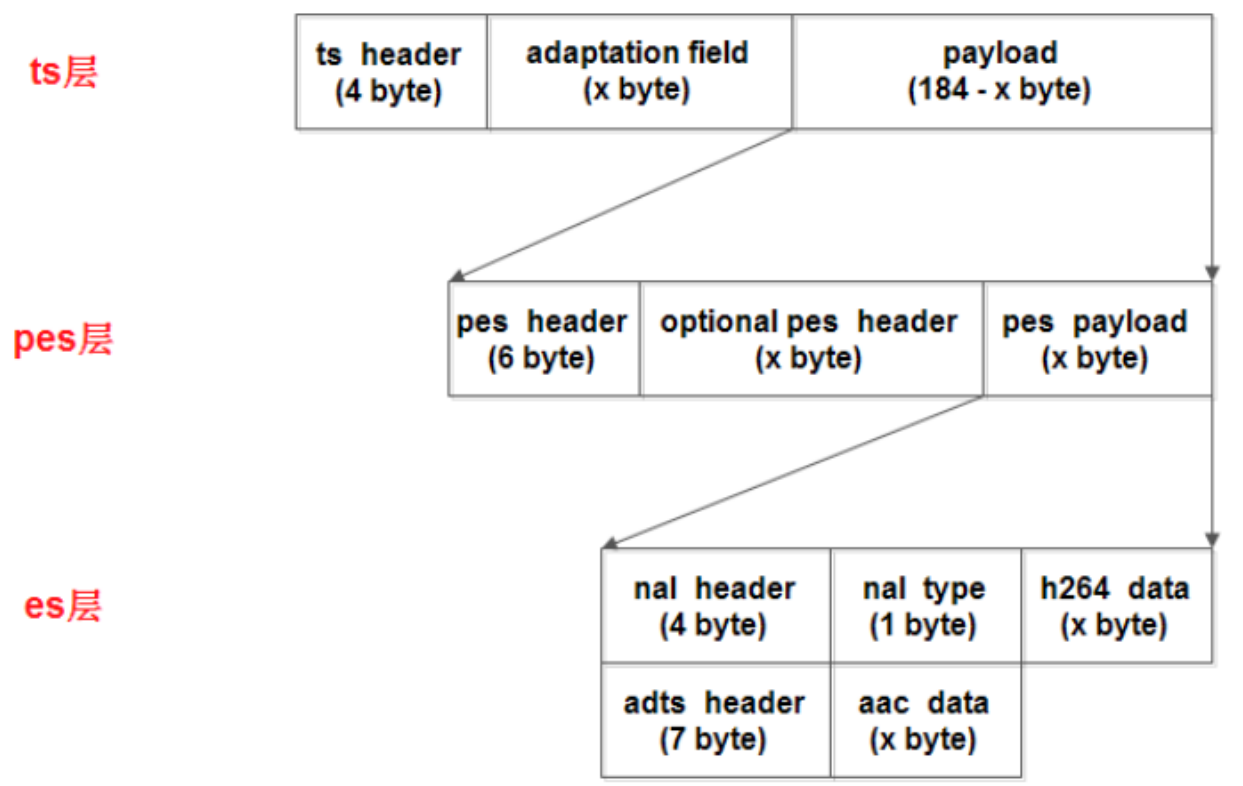 ts层
ts header
(4 byte)
adaptation field
(x byte)
payload
(184 - x byte)
pes层
pes header
(6 byte)
optional pes header
(x byte)
pes payload
(x byte)
es层
nal header
(4 byte)
nal type
(1 byte)
h264 data
(x byte)
adts header
(7 byte)
aac data
(x byte)